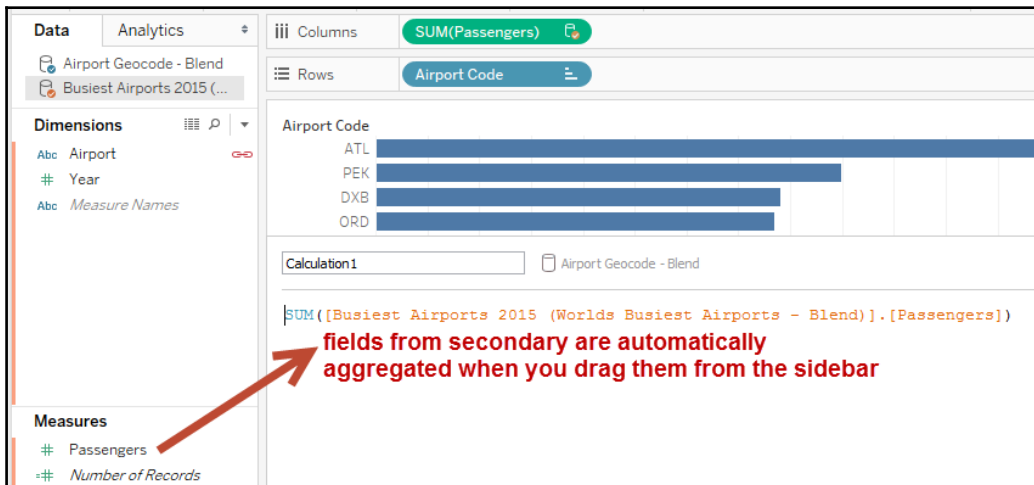 Data
Analytics
Airport Geocode - Blend
Busiest Airports 2015 (...
Dimensions
Abc Airport
# Year
Abc Measure Names
Measures
# Passengers
=# Number of Records
Columns
SUM(Passengers)
Rows
Airport Code
Airport Code
ATL
PEK
DXB
ORD
Calculation1
Airport Geocode - Blend
SUM([Busiest Airports 2015 (Worlds Busiest Airports - Blend)].[Passengers])
fields from secondary are automatically
aggregated when you drag them from the sidebar